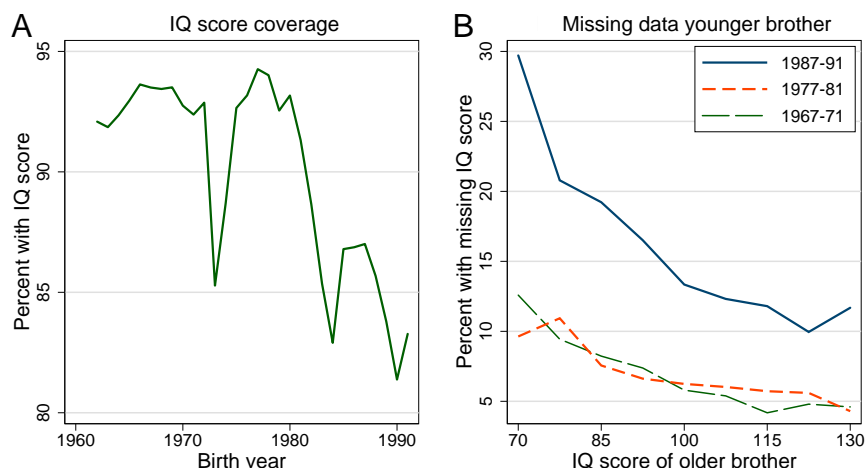 A
IQ score coverage
Percent with IQ score
95
90
85
80
1960
1970
1980
1990
Birth year
B
Missing data younger brother
Percent with missing IQ score
30
25
20
15
10
5
1987-91
1977-81
1967-71
70
85
100
115
130
IQ score of older brother